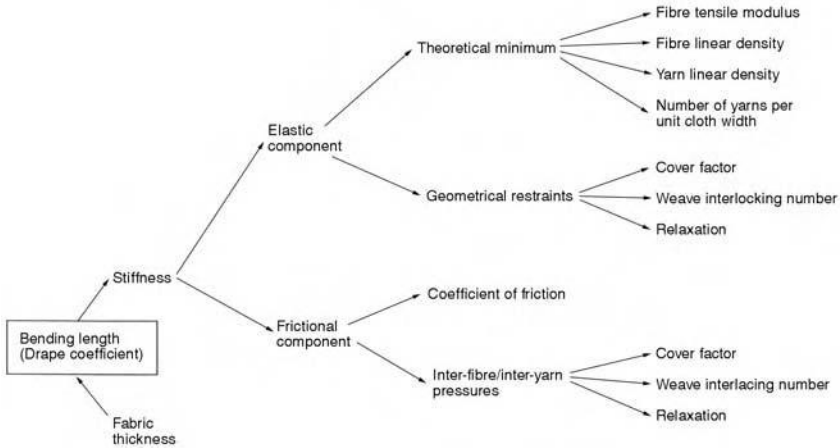 Fibre tensile modulus
Theoretical minimum
Fibre linear density
Yarn linear density
Number of yarns per
unit cloth width
Elastic
component
Cover factor
Geometrical restraints
Weave interlocking number
Relaxation
Stiffness
Coefficient of friction
Bending length
(Drape coefficient)
Frictional
component
Cover factor
Inter-fibre/inter-yarn
pressures
Weave interlacing number
Relaxation
Fabric
thickness